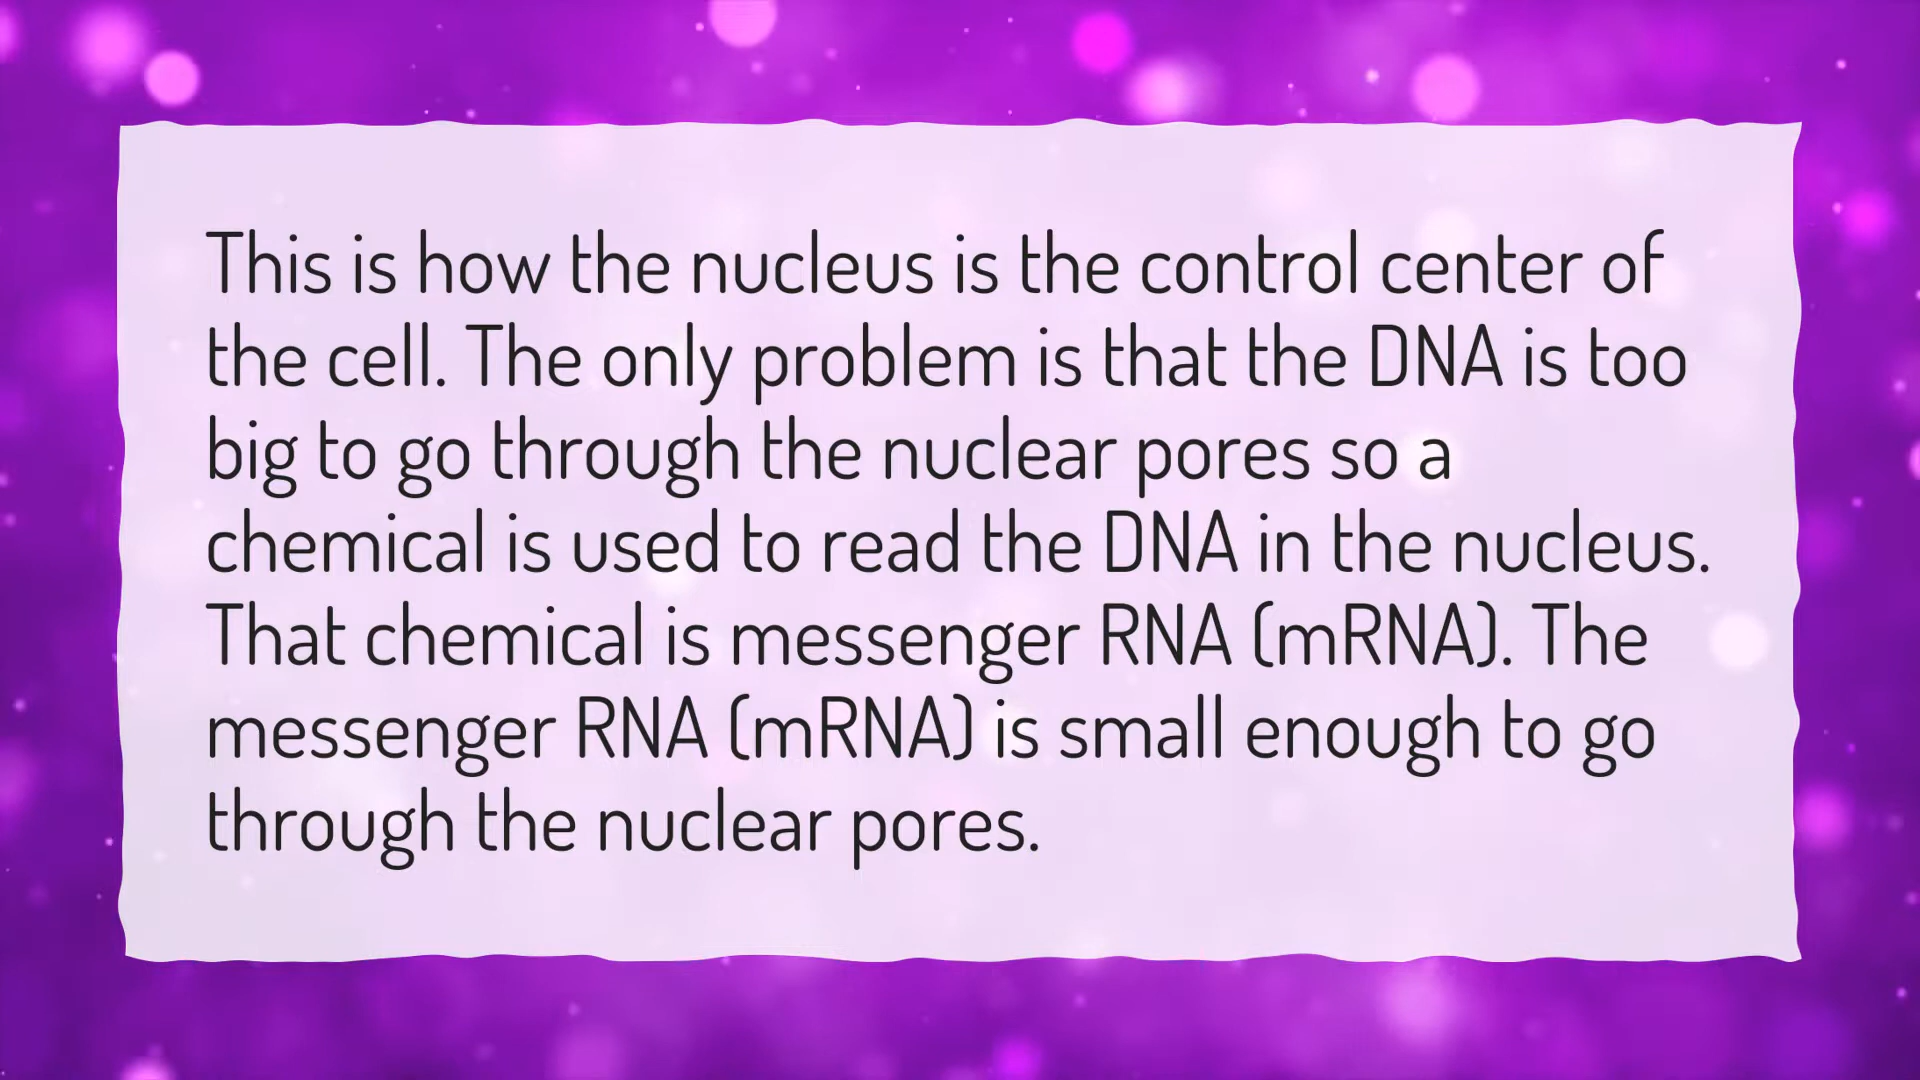 This is how the nucleus is the control center of
the cell. The only problem is that the DNA is too
big to go through the nuclear pores so a
chemical is used to read the DNA in the nucleus.
That chemical is messenger RNA (mRNA). The
messenger RNA (mRNA) is small enough to go
through the nuclear pores.